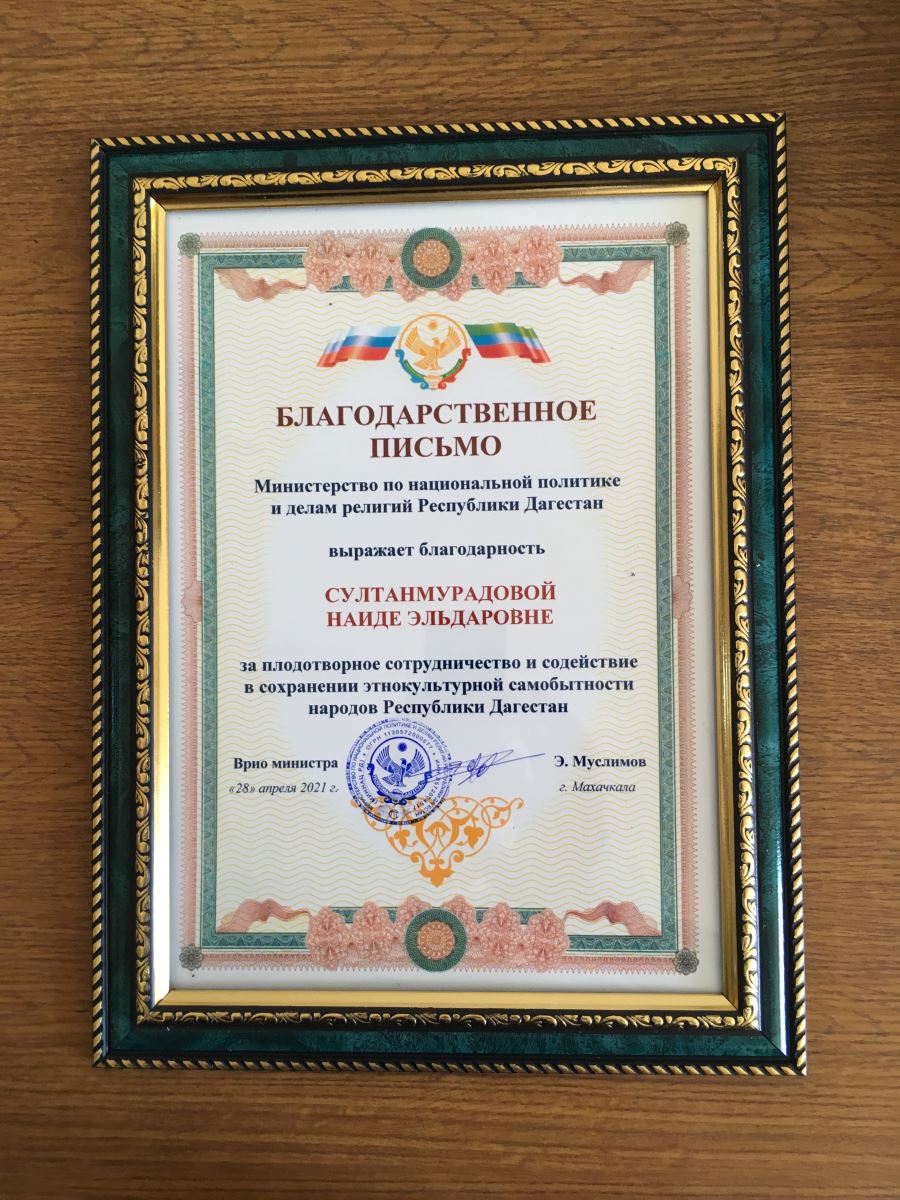 БЛАГОДАРСТВЕННОЕ
ПИСЬМО
Министерство по национальной политике
и делам религий Республики Дагестан
выражает благодарность
СУЛТАНМУРАДОВОЙ
НАИДЕ ЭЛЬДАРОВНЕ
за плодотворное сотрудничество и содействие
в сохранении этнокультурной самобытности
народов Республики Дагестан
Врио министра
Э. Муслимов
«28» апреля 2021 г.
г. Махачкала